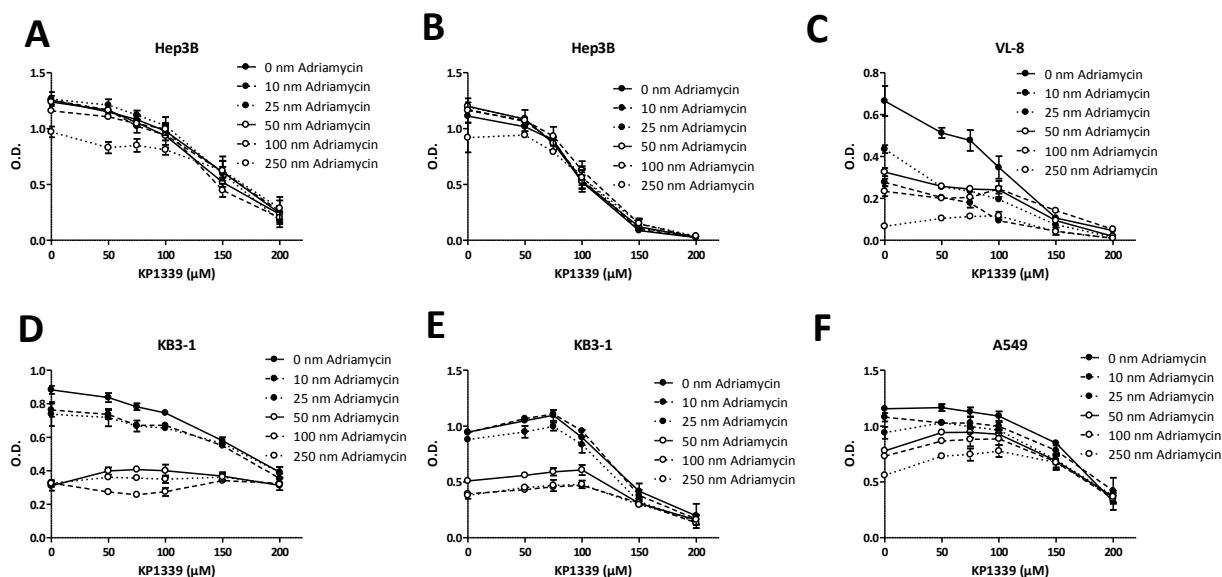 A
Hep3B
1.5
1.0
0.5
0.0
O.D.
0 50 100 150 200
KP1339 (µM)
0 nm Adriamycin
10 nm Adriamycin
25 nm Adriamycin
50 nm Adriamycin
100 nm Adriamycin
250 nm Adriamycin
B
Hep3B
1.5
1.0
0.5
0.0
O.D.
0 50 100 150 200
KP1339 (µM)
0 nm Adriamycin
10 nm Adriamycin
25 nm Adriamycin
50 nm Adriamycin
100 nm Adriamycin
250 nm Adriamycin
C
VL-8
0.8
0.6
0.4
0.2
0.0
O.D.
0 50 100 150 200
KP1339 (µM)
0 nm Adriamycin
10 nm Adriamycin
25 nm Adriamycin
50 nm Adriamycin
100 nm Adriamycin
250 nm Adriamycin
D
KB3-1
1.0
0.8
0.6
0.4
0.2
0.0
O.D.
0 50 100 150 200
KP1339 (µM)
0 nm Adriamycin
10 nm Adriamycin
25 nm Adriamycin
50 nm Adriamycin
100 nm Adriamycin
250 nm Adriamycin
E
KB3-1
1.5
1.0
0.5
0.0
O.D.
0 50 100 150 200
KP1339 (µM)
0 nm Adriamycin
10 nm Adriamycin
25 nm Adriamycin
50 nm Adriamycin
100 nm Adriamycin
250 nm Adriamycin
F
A549
1.5
1.0
0.5
0.0
O.D.
0 50 100 150 200
KP1339 (µM)
0 nm Adriamycin
10 nm Adriamycin
25 nm Adriamycin
50 nm Adriamycin
100 nm Adriamycin
250 nm Adriamycin